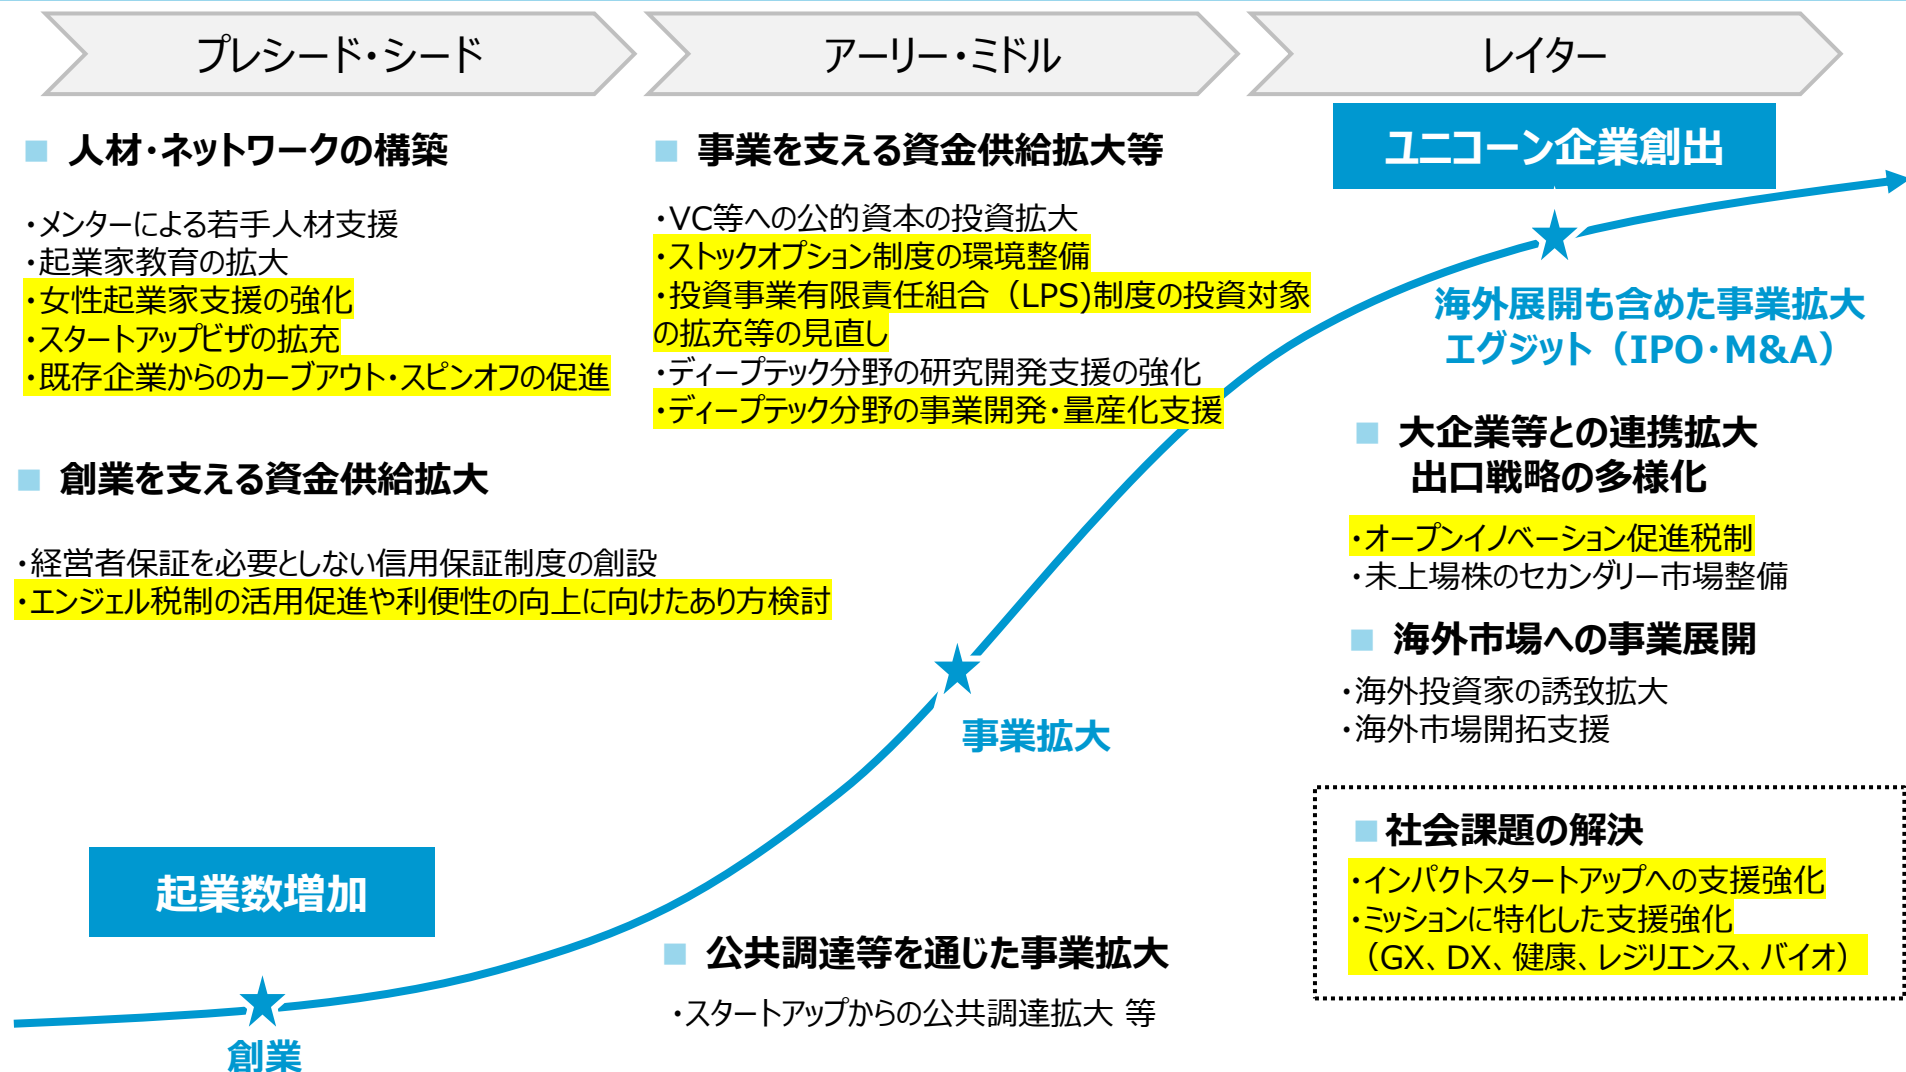 プレシード・シード
アーリー・ミドル
レイター
■ 人材・ネットワークの構築
・メンターによる若手人材支援
・起業家教育の拡大
・女性起業家支援の強化
・スタートアップビザの拡充
・既存企業からのカーブアウト・スピンオフの促進
■ 創業を支える資金供給拡大
・経営者保証を必要としない信用保証制度の創設
・エンジェル税制の活用促進や利便性の向上に向けたあり方検討
起業数増加
創業
■ 事業を支える資金供給拡大等
・VC等への公的資本の投資拡大
・ストックオプション制度の環境整備
・投資事業有限責任組合（LPS)制度の投資対象
の拡充等の見直し
・ディープテック分野の研究開発支援の強化
・ディープテック分野の事業開発・量産化支援
事業拡大
■ 公共調達等を通じた事業拡大
・スタートアップからの公共調達拡大 等
ユニコーン企業創出
海外展開も含めた事業拡大
エグジット（IPO・M&A）
■ 大企業等との連携拡大
出口戦略の多様化
・オープンイノベーション促進税制
・未上場株のセカンダリー市場整備
■ 海外市場への事業展開
・海外投資家の誘致拡大
・海外市場開拓支援
■社会課題の解決
・インパクトスタートアップへの支援強化
・ミッションに特化した支援強化
（GX、DX、健康、レジリエンス、バイオ）